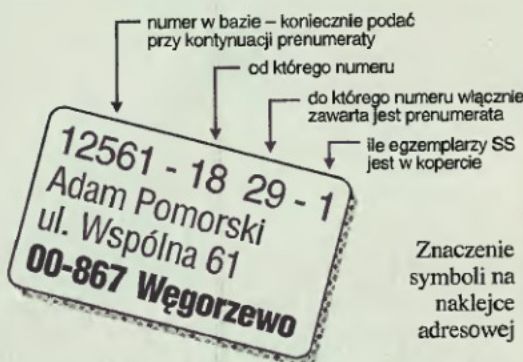 numer w bazie – koniecznie podać
przy kontynuacji prenumeraty
od którego numeru
do którego numeru włącznie
zawarta jest prenumerata
ile egzemplarzy SS
jest w kopercie
12561 - 18 29 - 1
Adam Pomorski
ul. Wspólna 61
00-867 Węgorzewo
Znaczenie
symboli na
naklejce
adresowej